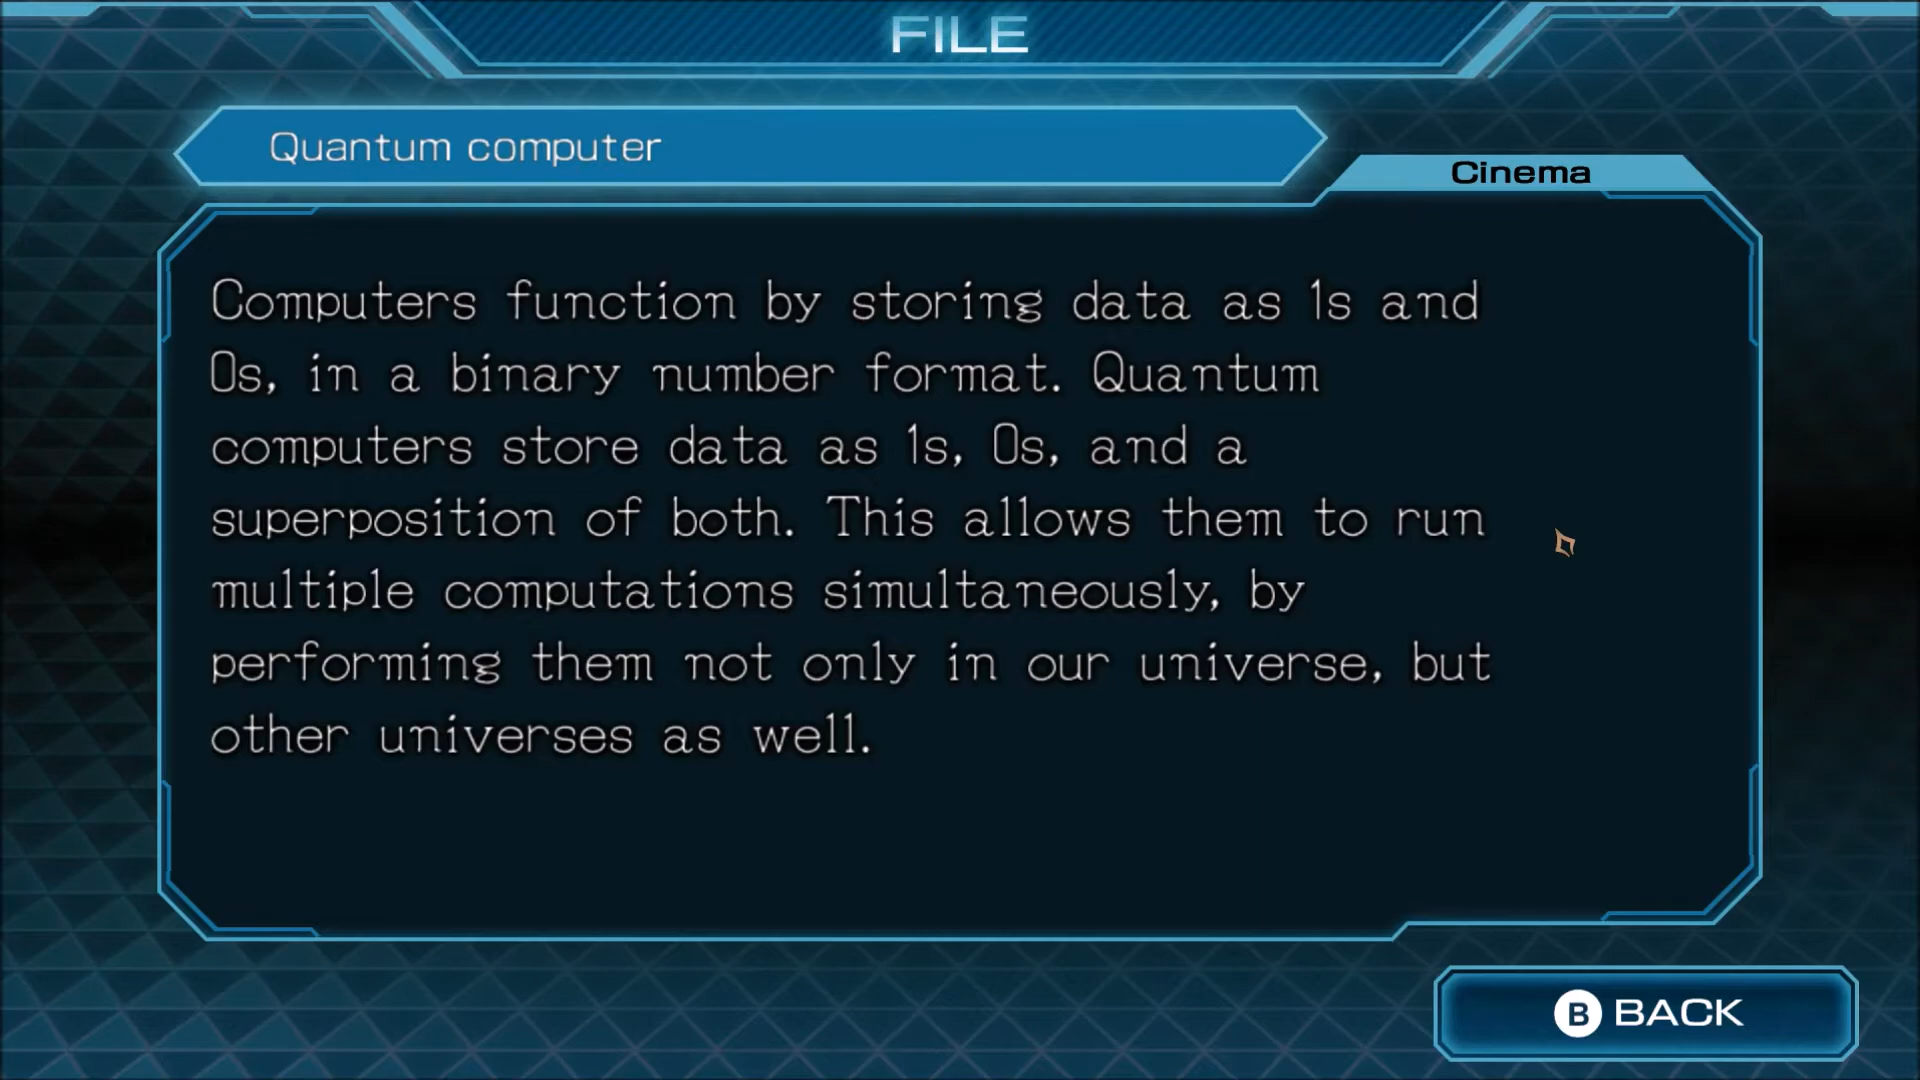 FILE
Quantum computer
Cinema
Computers function by storing data as 1s and
0s, in a binary number format. Quantum
computers store data as 1s, 0s, and a
superposition of both. This allows them to run
multiple computations simultaneously, by
performing them not only in our universe, but
other universes as well.
B BACK